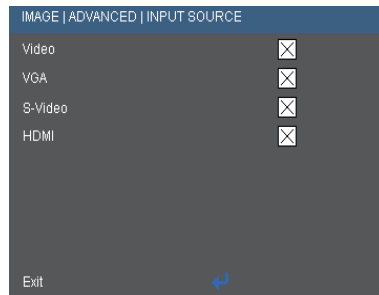 IMAGE | ADVANCED | INPUT SOURCE
Video
VGA
S-Video
HDMI
Exit